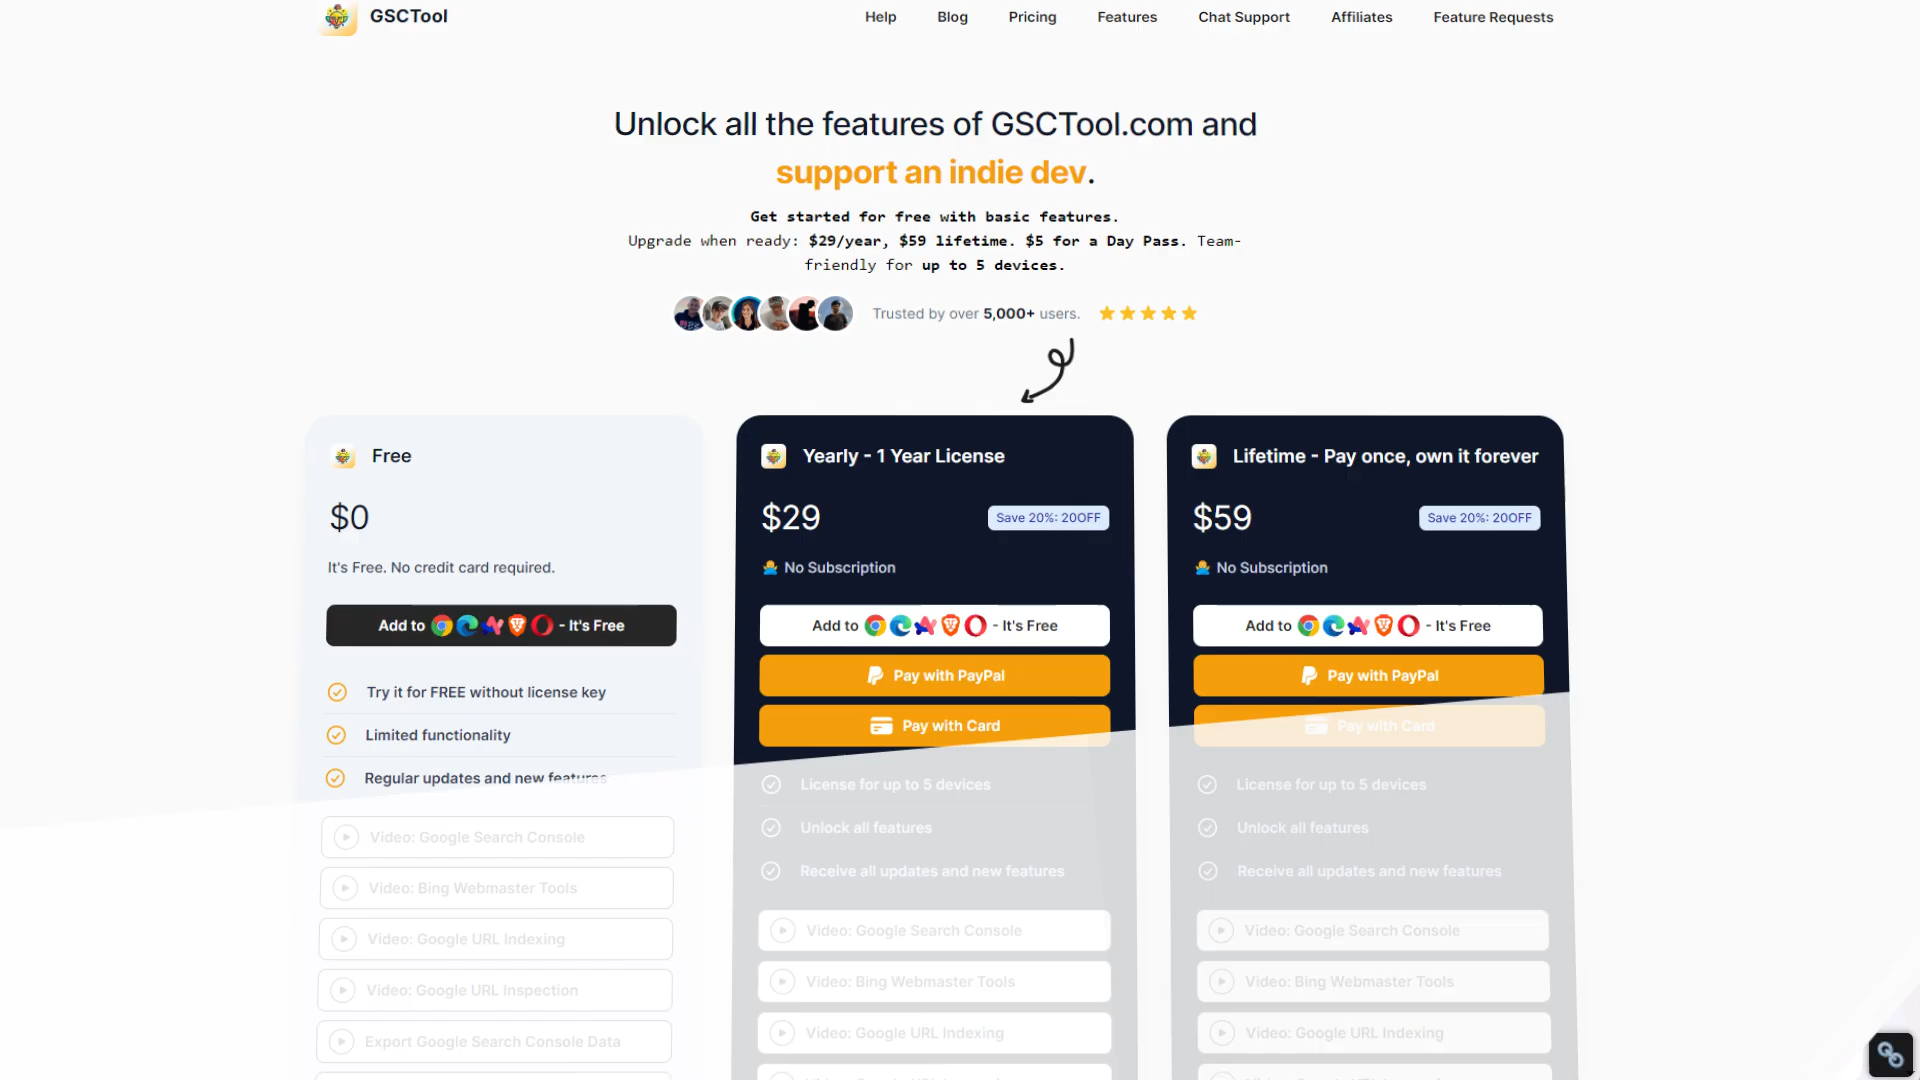 GSCTool
Help
Blog
Pricing
Features
Chat Support
Affiliates
Feature Requests
Unlock all the features of GSCTool.com and
support an indie dev.
Get started for free with basic features.
Upgrade when ready: $29/year, $59 lifetime. $5 for a Day Pass. Team-
friendly for up to 5 devices.
Trusted by over 5,000+ users.
Free
$0
It's Free. No credit card required.
Add to - It's Free
Try it for FREE without license key
Limited functionality
Regular updates and new features
Video: Google Search Console
Video: Bing Webmaster Tools
Video: Google URL Indexing
Video: Google URL Inspection
Export Google Search Console Data
Yearly - 1 Year License
$29
Save 20%: 20OFF
No Subscription
Add to - It's Free
Pay with PayPal
Pay with Card
License for up to 5 devices
Unlock all features
Receive all updates and new features
Video: Google Search Console
Video: Bing Webmaster Tools
Video: Google URL Indexing
Lifetime - Pay once, own it forever
$59
Save 20%: 20OFF
No Subscription
Add to - It's Free
Pay with PayPal
Pay with Card
License for up to 5 devices
Unlock all features
Receive all updates and new features
Video: Google Search Console
Video: Bing Webmaster Tools
Video: Google URL Indexing